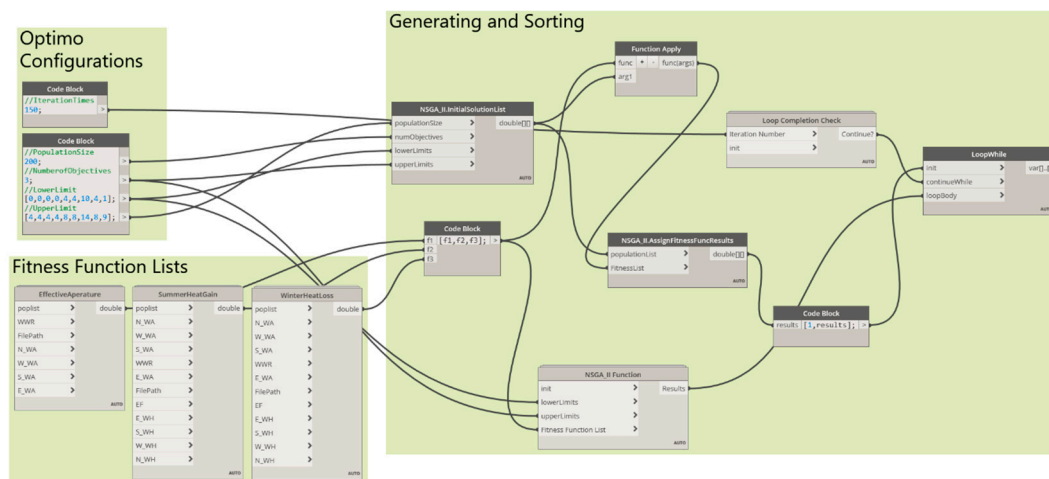 Optimo
Configurations
Code Block
//IterationTimes
150;
>
Code Block
//PopulationSize
200;
>
//NumberofObjectives
3;
>
//LowerLimit
[0,0,0,0,4,4,10,4,1];
>
//UpperLimit
[4,4,4,4,8,8,14,8,9];
>
Fitness Function Lists
EffectiveAperature
poplist > double
WWR >
FilePath >
N_WA >
W_WA >
S_WA >
E_WA >
AUTO
SummerHeatGain
poplist > double
N_WA >
W_WA >
S_WA >
WWR >
E_WA >
FilePath >
EF >
E_WH >
S_WH >
W_WH >
N_WH >
AUTO
WinterHeatLoss
poplist > double
N_WA >
W_WA >
S_WA >
WWR >
E_WA >
FilePath >
EF >
E_WH >
S_WH >
W_WH >
N_WH >
AUTO
Generating and Sorting
NSGA_II.InitialSolutionList
populationSize > double[][]
numObjectives >
lowerLimits >
upperLimits >
AUTO
Function Apply
func + - func(args)
arg1
AUTO
Code Block
f1 [f1,f2,f3]; >
f2
f3
NSGA_II.AssignFitnessFuncResults
populationList > double[][]
FitnessList >
AUTO
NSGA_II Function
init > Results
lowerLimits >
upperLimits >
Fitness Function List >
AUTO
Loop Completion Check
Iteration Number > Continue?
init >
AUTO
Code Block
results [1,results]; >
LoopWhile
init > var[]..[]
continueWhile >
loopBody >